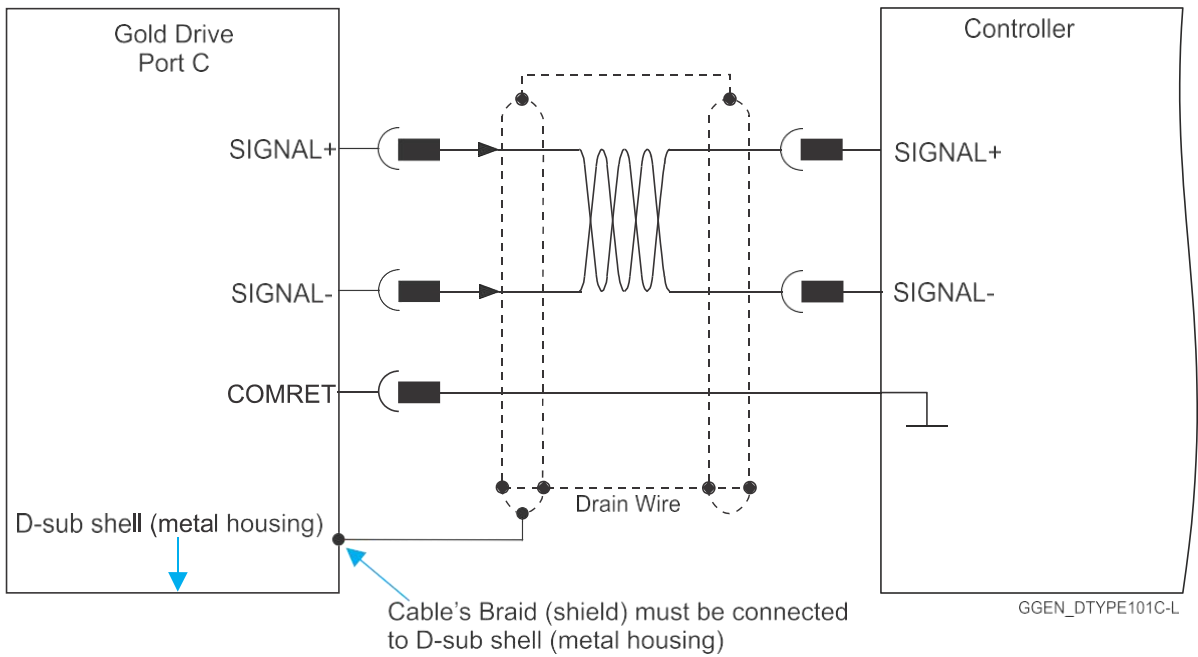 Gold Drive
Port C
Controller
SIGNAL+
SIGNAL+
SIGNAL-
SIGNAL-
COMRET
Drain Wire
D-sub shell (metal housing)
Cable's Braid (shield) must be connected
to D-sub shell (metal housing)
GGEN_DTYPE101C-L